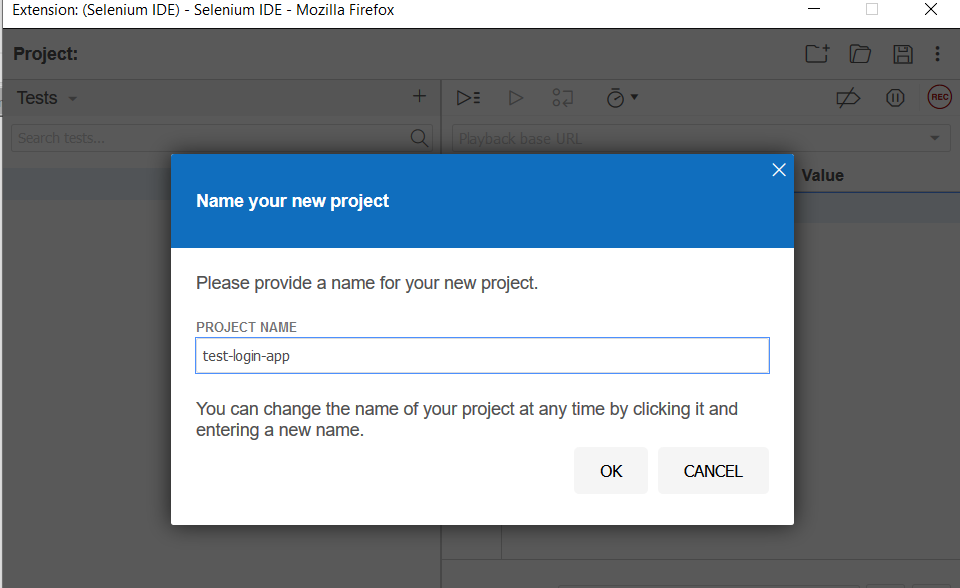 Extension: (Selenium IDE) - Selenium IDE - Mozilla Firefox
Project:
Tests
REC
Search tests...
Playback base URL
Value
Name your new project
Please provide a name for your new project.
PROJECT NAME
test-login-app
You can change the name of your project at any time by clicking it and
entering a new name.
OK
CANCEL